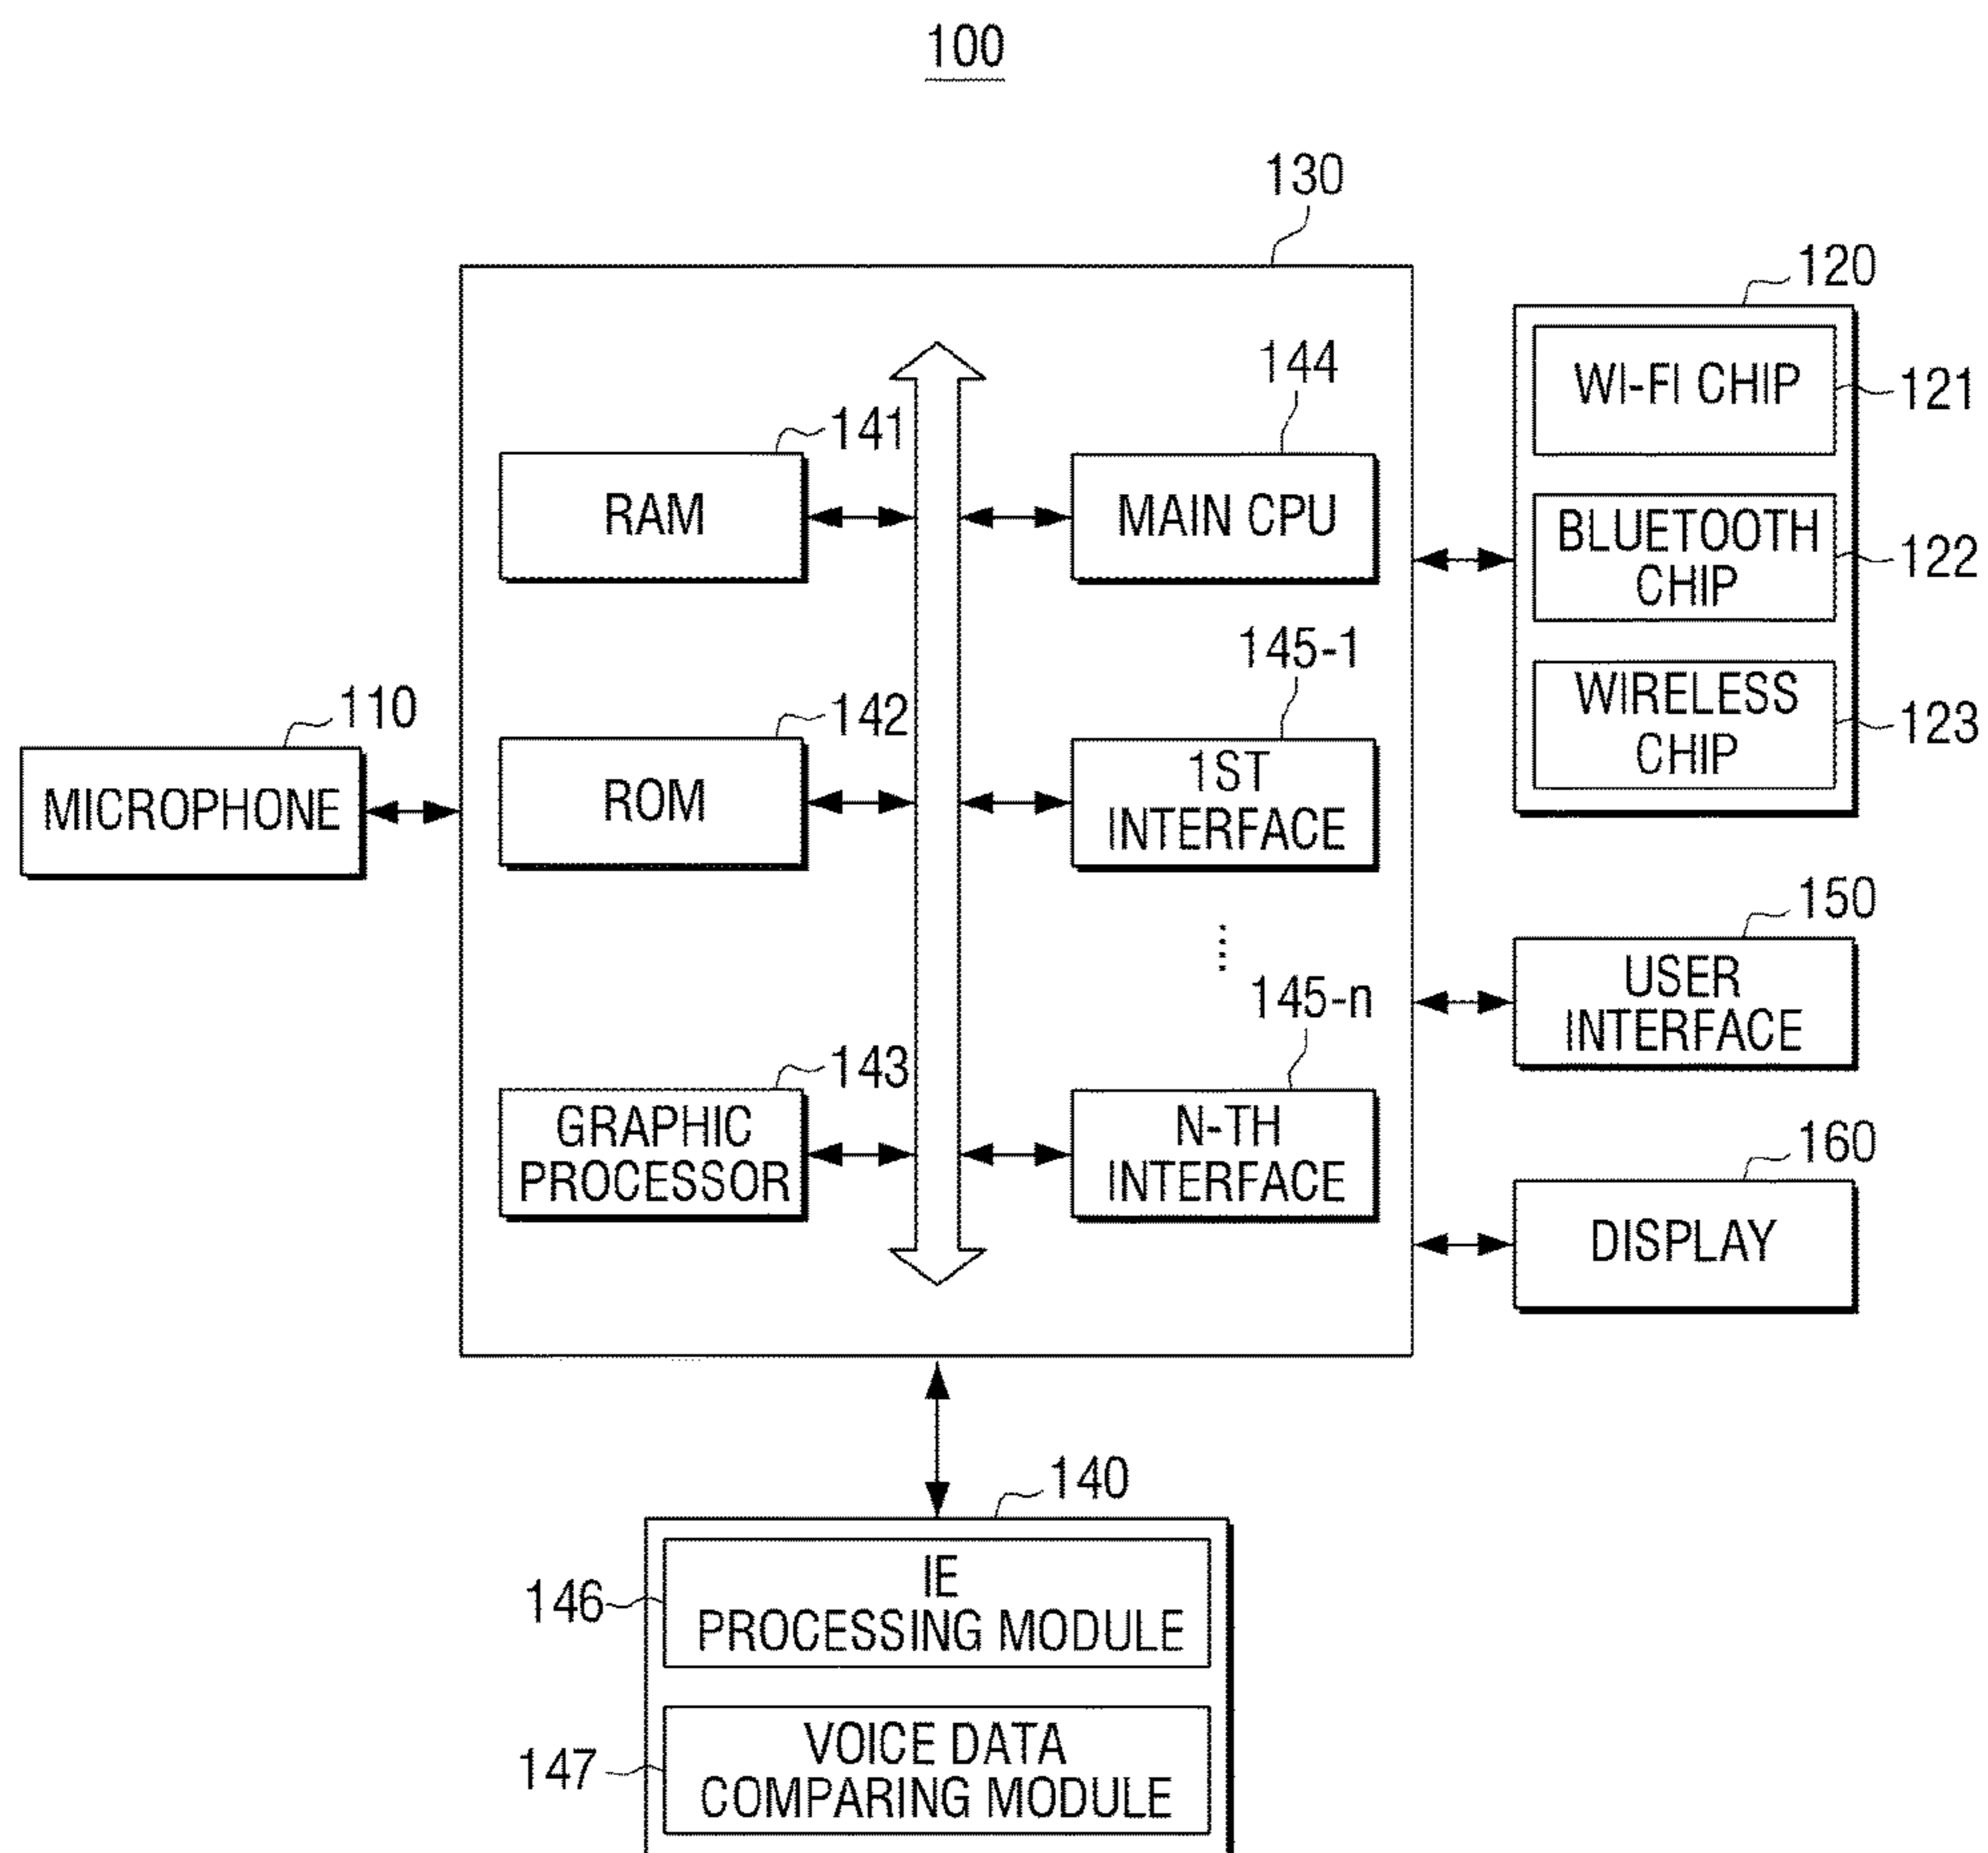 100
130
120
WI-FI CHIP
121
BLUETOOTH
CHIP
122
WIRELESS
CHIP
123
141
RAM
144
MAIN CPU
110
MICROPHONE
142
ROM
145-1
1ST
INTERFACE
150
USER
INTERFACE
143
GRAPHIC
PROCESSOR
145-n
N-TH
INTERFACE
160
DISPLAY
140
146
IE
PROCESSING MODULE
147
VOICE DATA
COMPARING MODULE